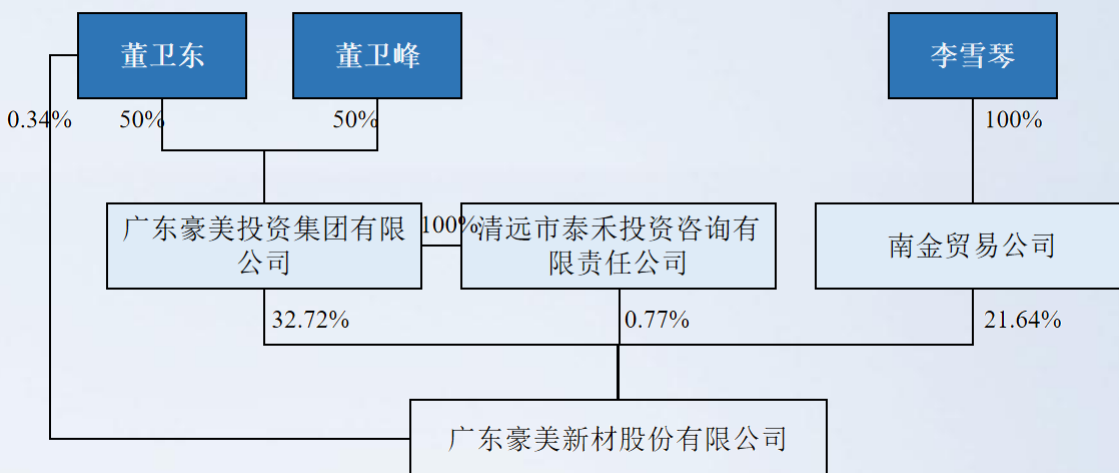 董卫东
董卫峰
李雪琴
0.34%
50%
50%
100%
广东豪美投资集团有限
公司
100%
清远市泰禾投资咨询有
限责任公司
南金贸易公司
32.72%
0.77%
21.64%
广东豪美新材股份有限公司